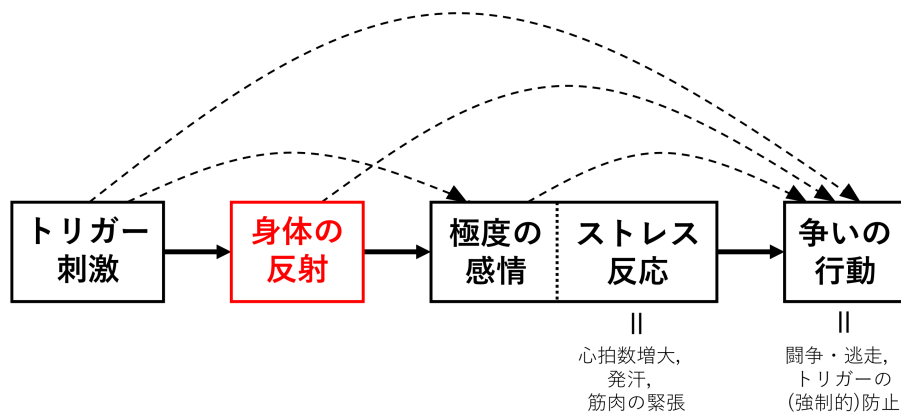 トリガー
刺激
身体の
反射
極度の
感情
ストレス
反応
争いの
行動
=
心拍数増大,
発汗,
筋肉の緊張
=
闘争・逃走,
トリガーの
(強制的)防止